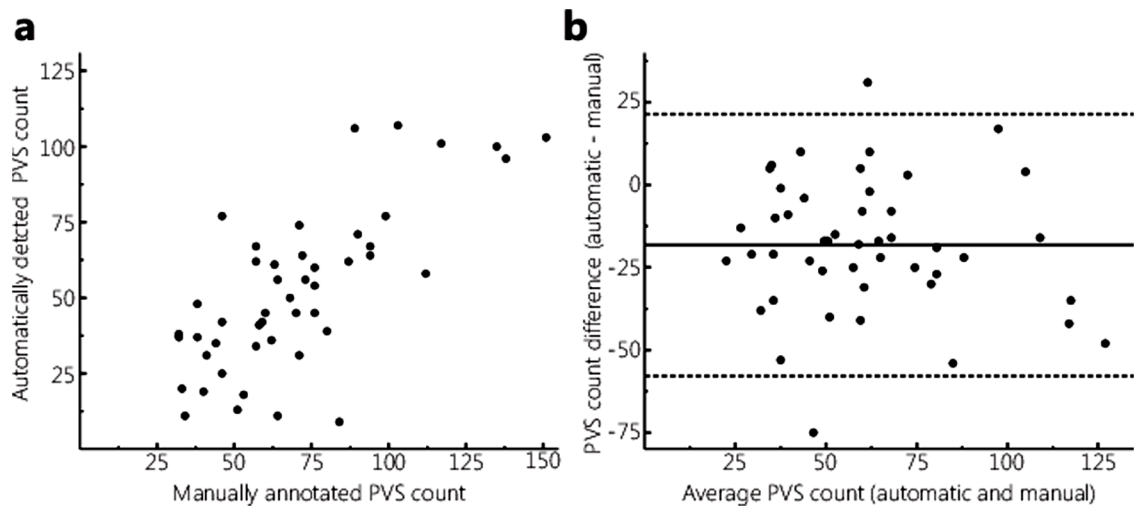 a
Automatically detcted PVS count
125
100
75
50
25
25 50 75 100 125 150
Manually annotated PVS count
b
PVS count difference (automatic - manual)
25
0
-25
-50
-75
25 50 75 100 125
Average PVS count (automatic and manual)